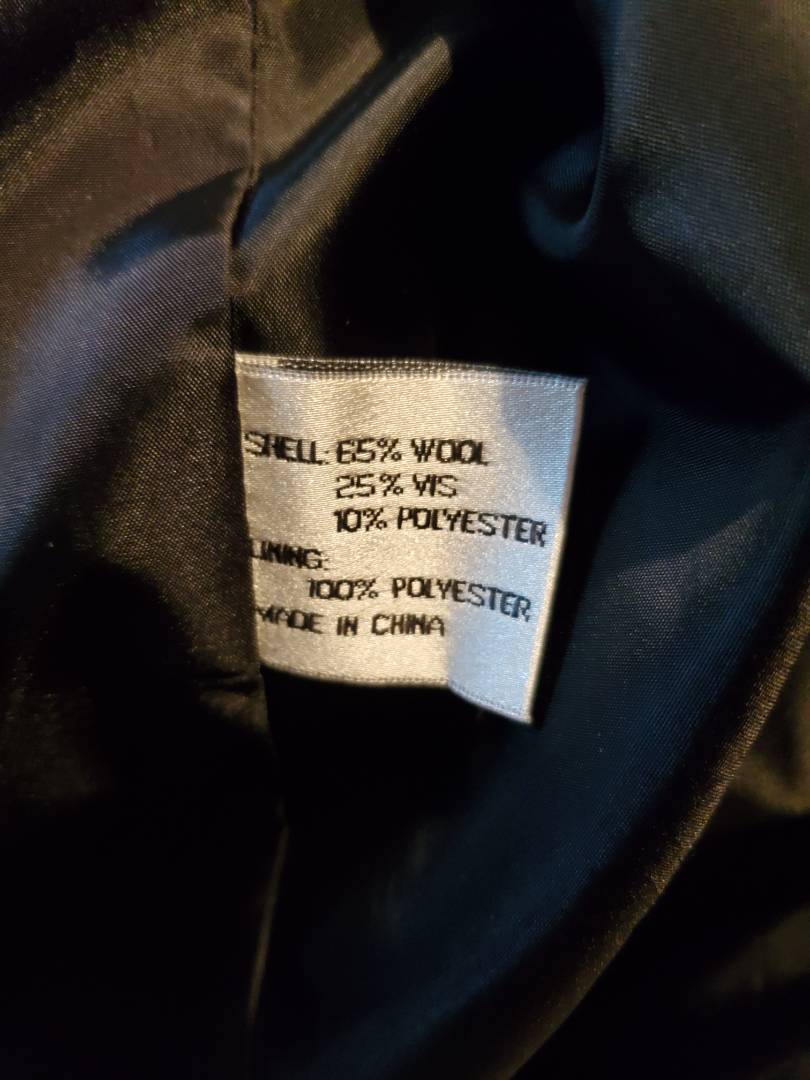 SHELL: 65% WOOL
25% VIS
10% POLYESTER
LINING:
100% POLYESTER
MADE IN CHINA